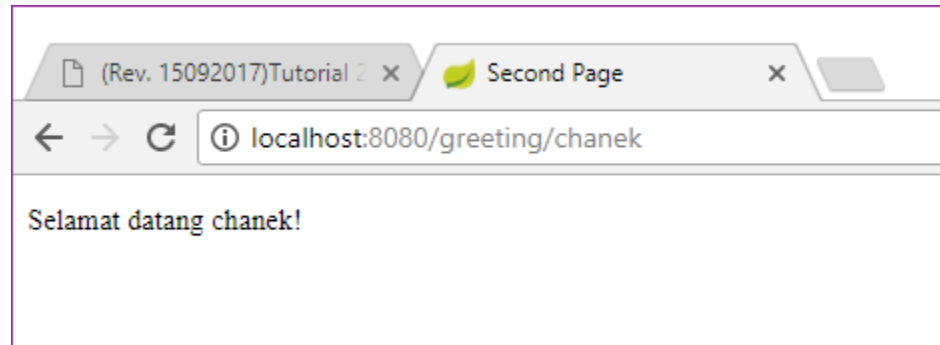 (Rev. 15092017)Tutorial 2
Second Page
localhost:8080/greeting/chanek
Selamat datang chanek!